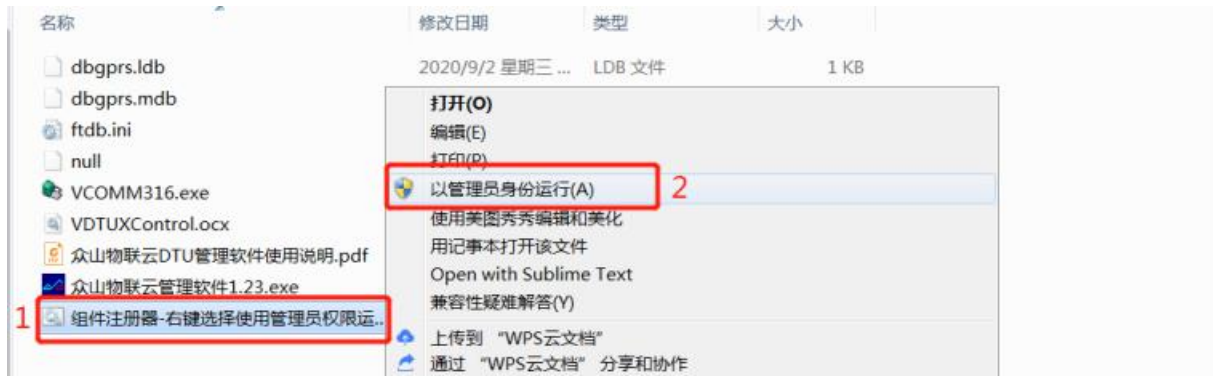 名称 修改日期 类型 大小
dbgprs.ldb 2020/9/2 星期三 ... LDB 文件 1 KB
dbgprs.mdb
ftdb.ini
null
VCOMM316.exe
VDTUXControl.ocx
众山物联云DTU管理软件使用说明.pdf
众山物联云管理软件1.23.exe
1 组件注册器-右键选择使用管理员权限运...
打开(O)
编辑(E)
打印(P)
以管理员身份运行(A) 2
使用美图秀秀编辑和美化
用记事本打开该文件
Open with Sublime Text
兼容性疑难解答(Y)
上传到 “WPS云文档”
通过 “WPS云文档” 分享和协作